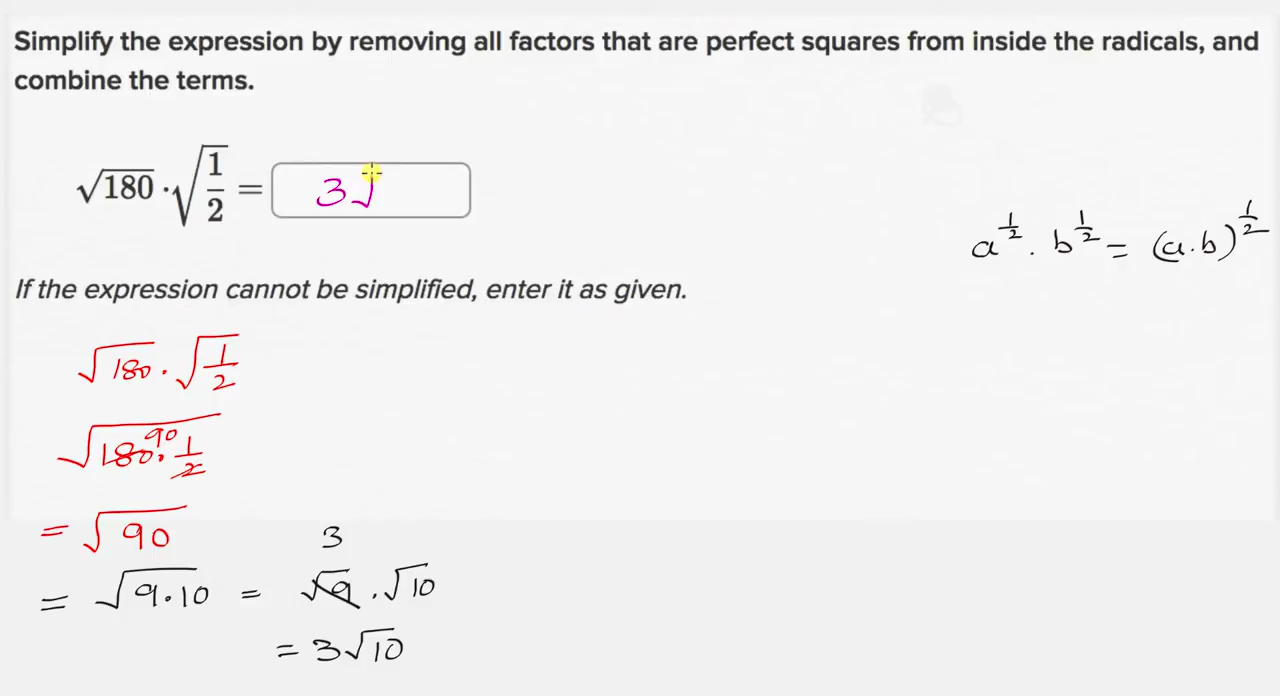 Simplify the expression by removing all factors that are perfect squares from inside the radicals, and
combine the terms.
√180 · √(1/2) = 3√
a^(1/2) · b^(1/2) = (a·b)^(1/2)
If the expression cannot be simplified, enter it as given.
√180 · √(1/2)
√(180 · 1/2) 90
= √90
3
= √(9·10) = √9 · √10
= 3√10